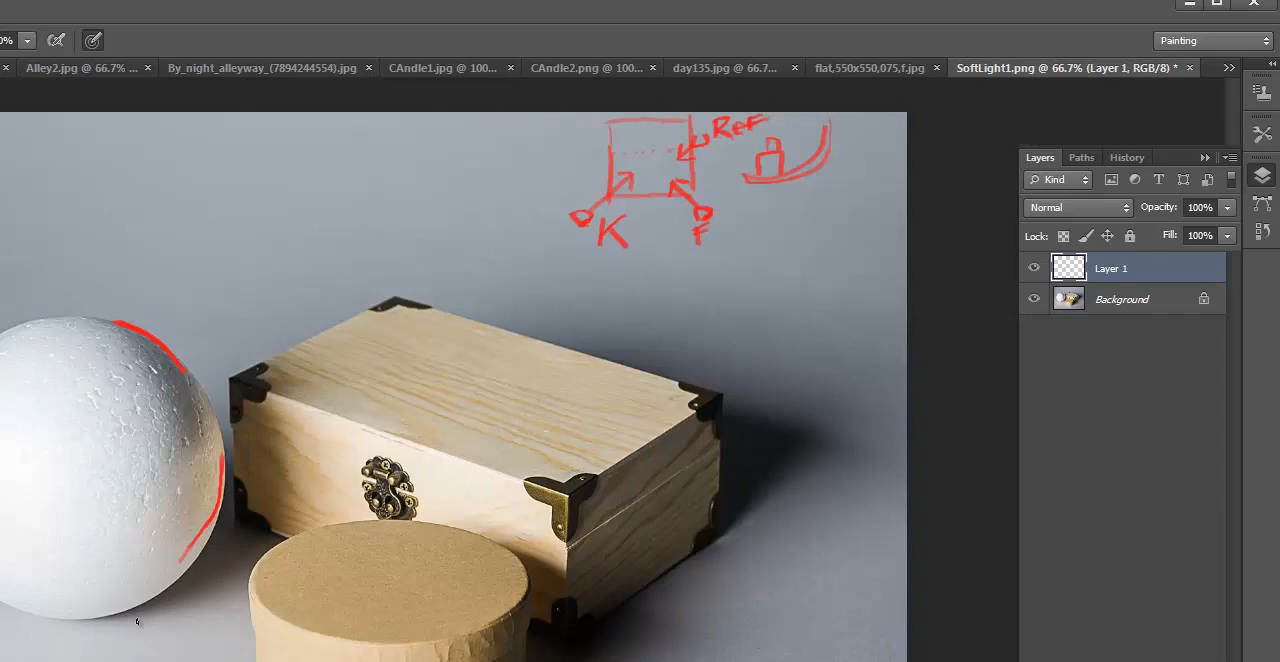 0%
Painting
Alley2.jpg @ 66.7% ...
By_night_alleyway_(7894244554).jpg
CAndle1.jpg @ 100...
CAndle2.png @ 100...
day135.jpg @ 66.7...
flat,550x550,075,f.jpg
SoftLight1.png @ 66.7% (Layer 1, RGB/8) *
ReF
K
F
Layers
Paths
History
Kind
Normal
Opacity: 100%
Lock:
Fill: 100%
Layer 1
Background